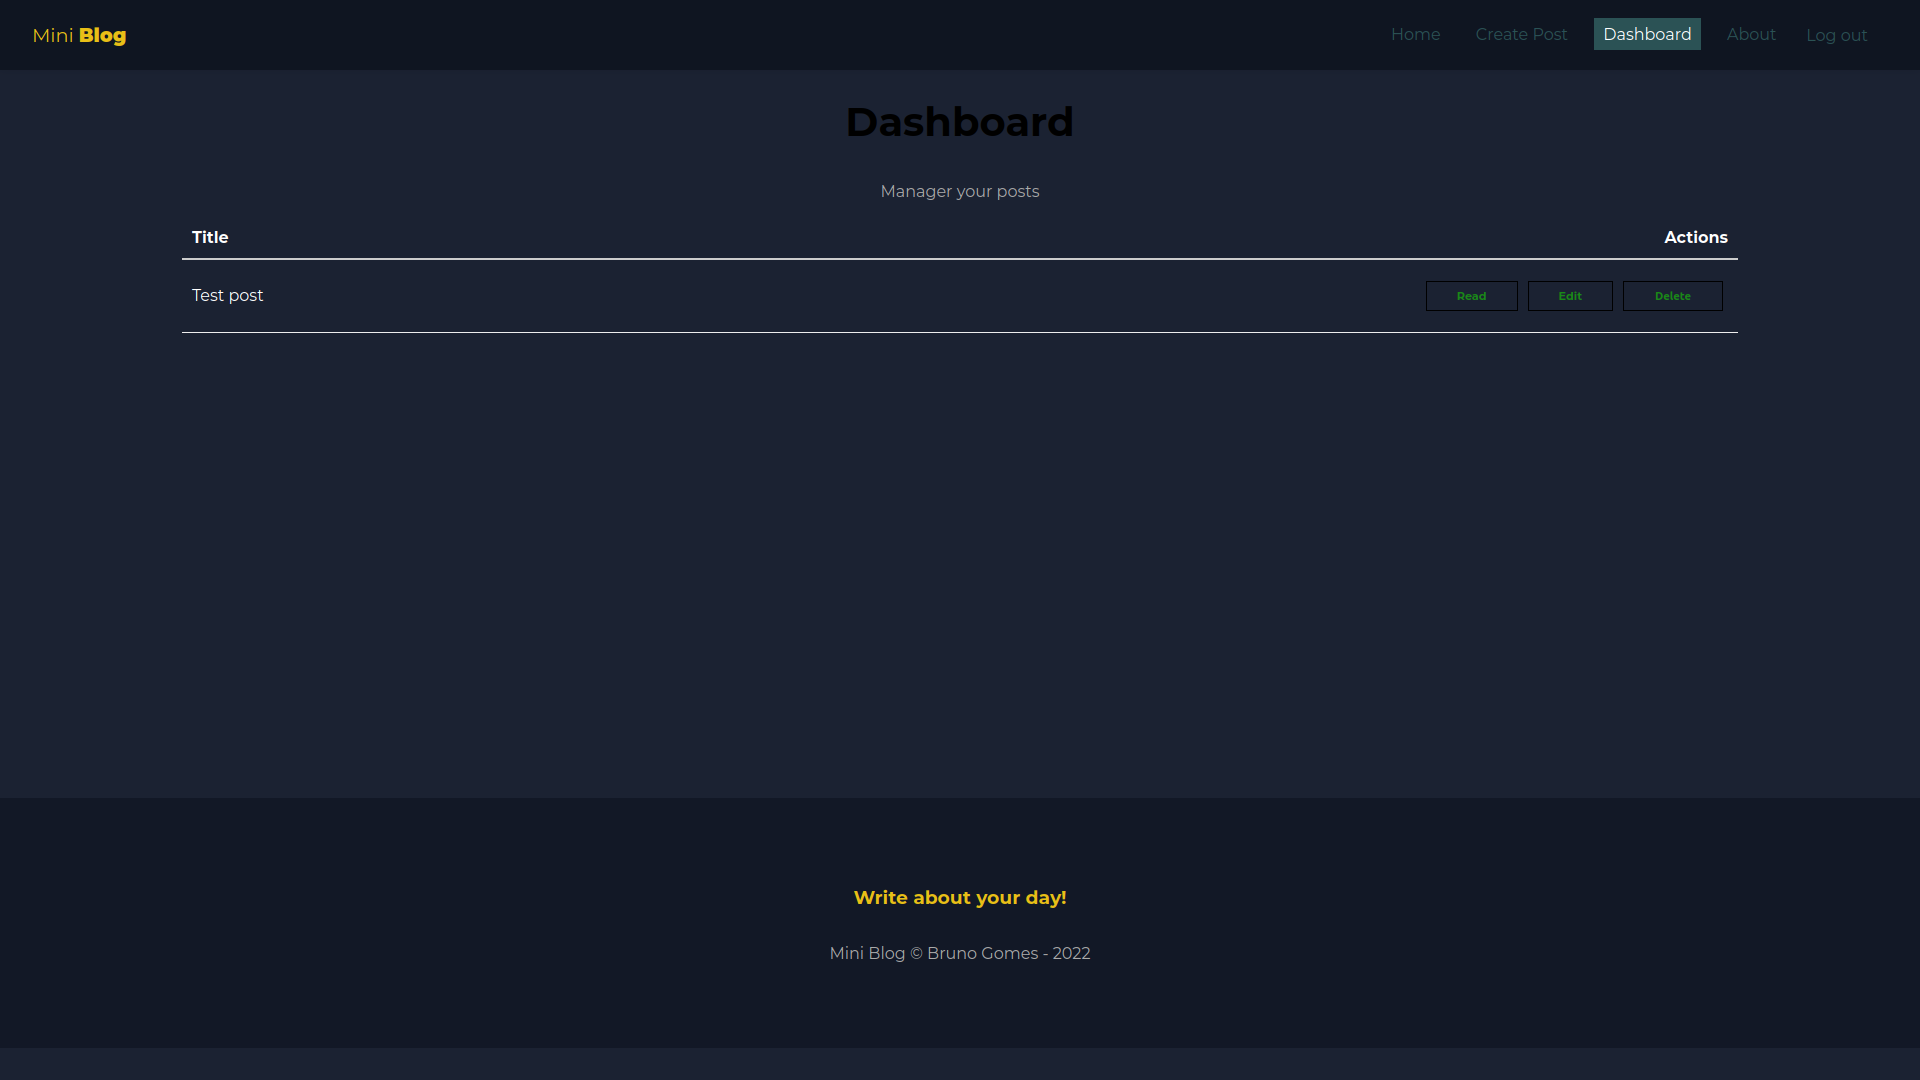 Mini Blog
Home Create Post Dashboard About Log out
Dashboard
Manager your posts
Title Actions
Test post Read Edit Delete
Write about your day!
Mini Blog © Bruno Gomes - 2022